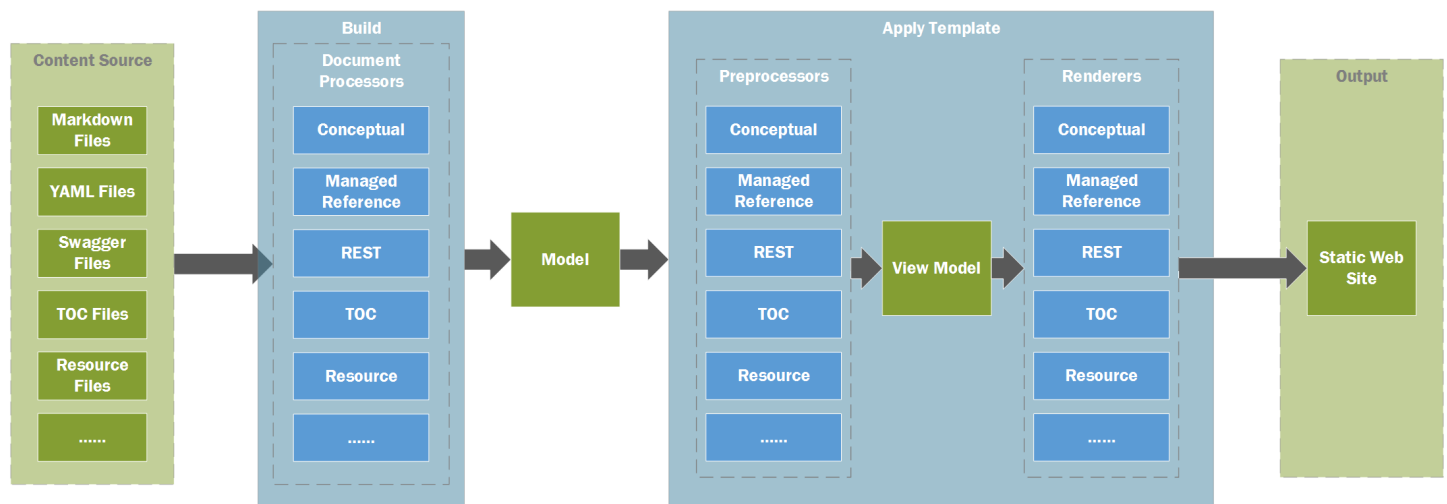 Content Source
Markdown
Files
YAML Files
Swagger
Files
TOC Files
Resource
Files
......
Build
Document
Processors
Conceptual
Managed
Reference
REST
TOC
Resource
......
Model
Apply Template
Preprocessors
Conceptual
Managed
Reference
REST
TOC
Resource
......
View Model
Renderers
Conceptual
Managed
Reference
REST
TOC
Resource
......
Output
Static Web
Site